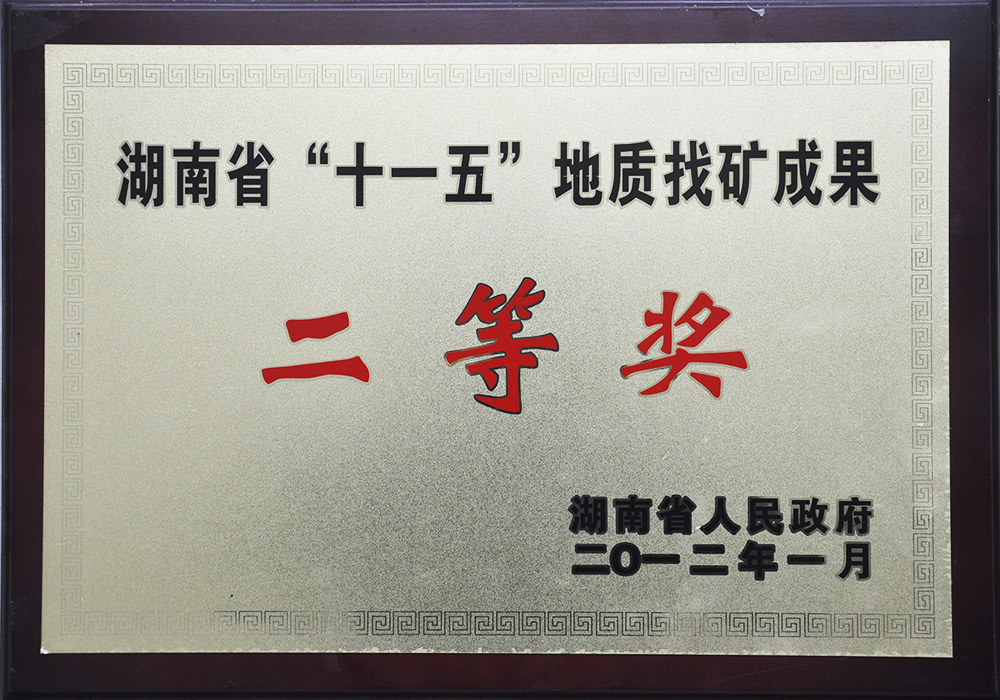 湖南省“十一五”地质找矿成果
二等奖
湖南省人民政府
二〇一二年一月